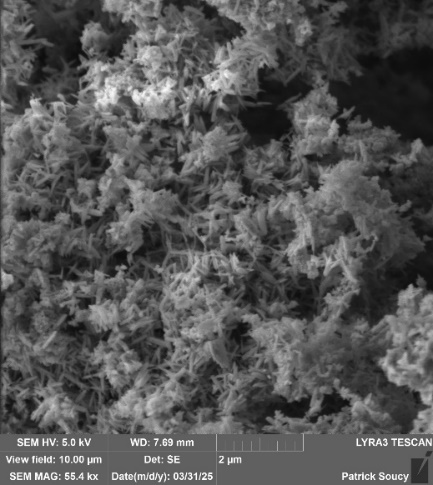 SEM HV: 5.0 kV WD: 7.69 mm LYRA3 TESCAN
View field: 10.00 µm Det: SE 2 µm
SEM MAG: 55.4 kx Date(m/d/y): 03/31/25 Patrick Soucy